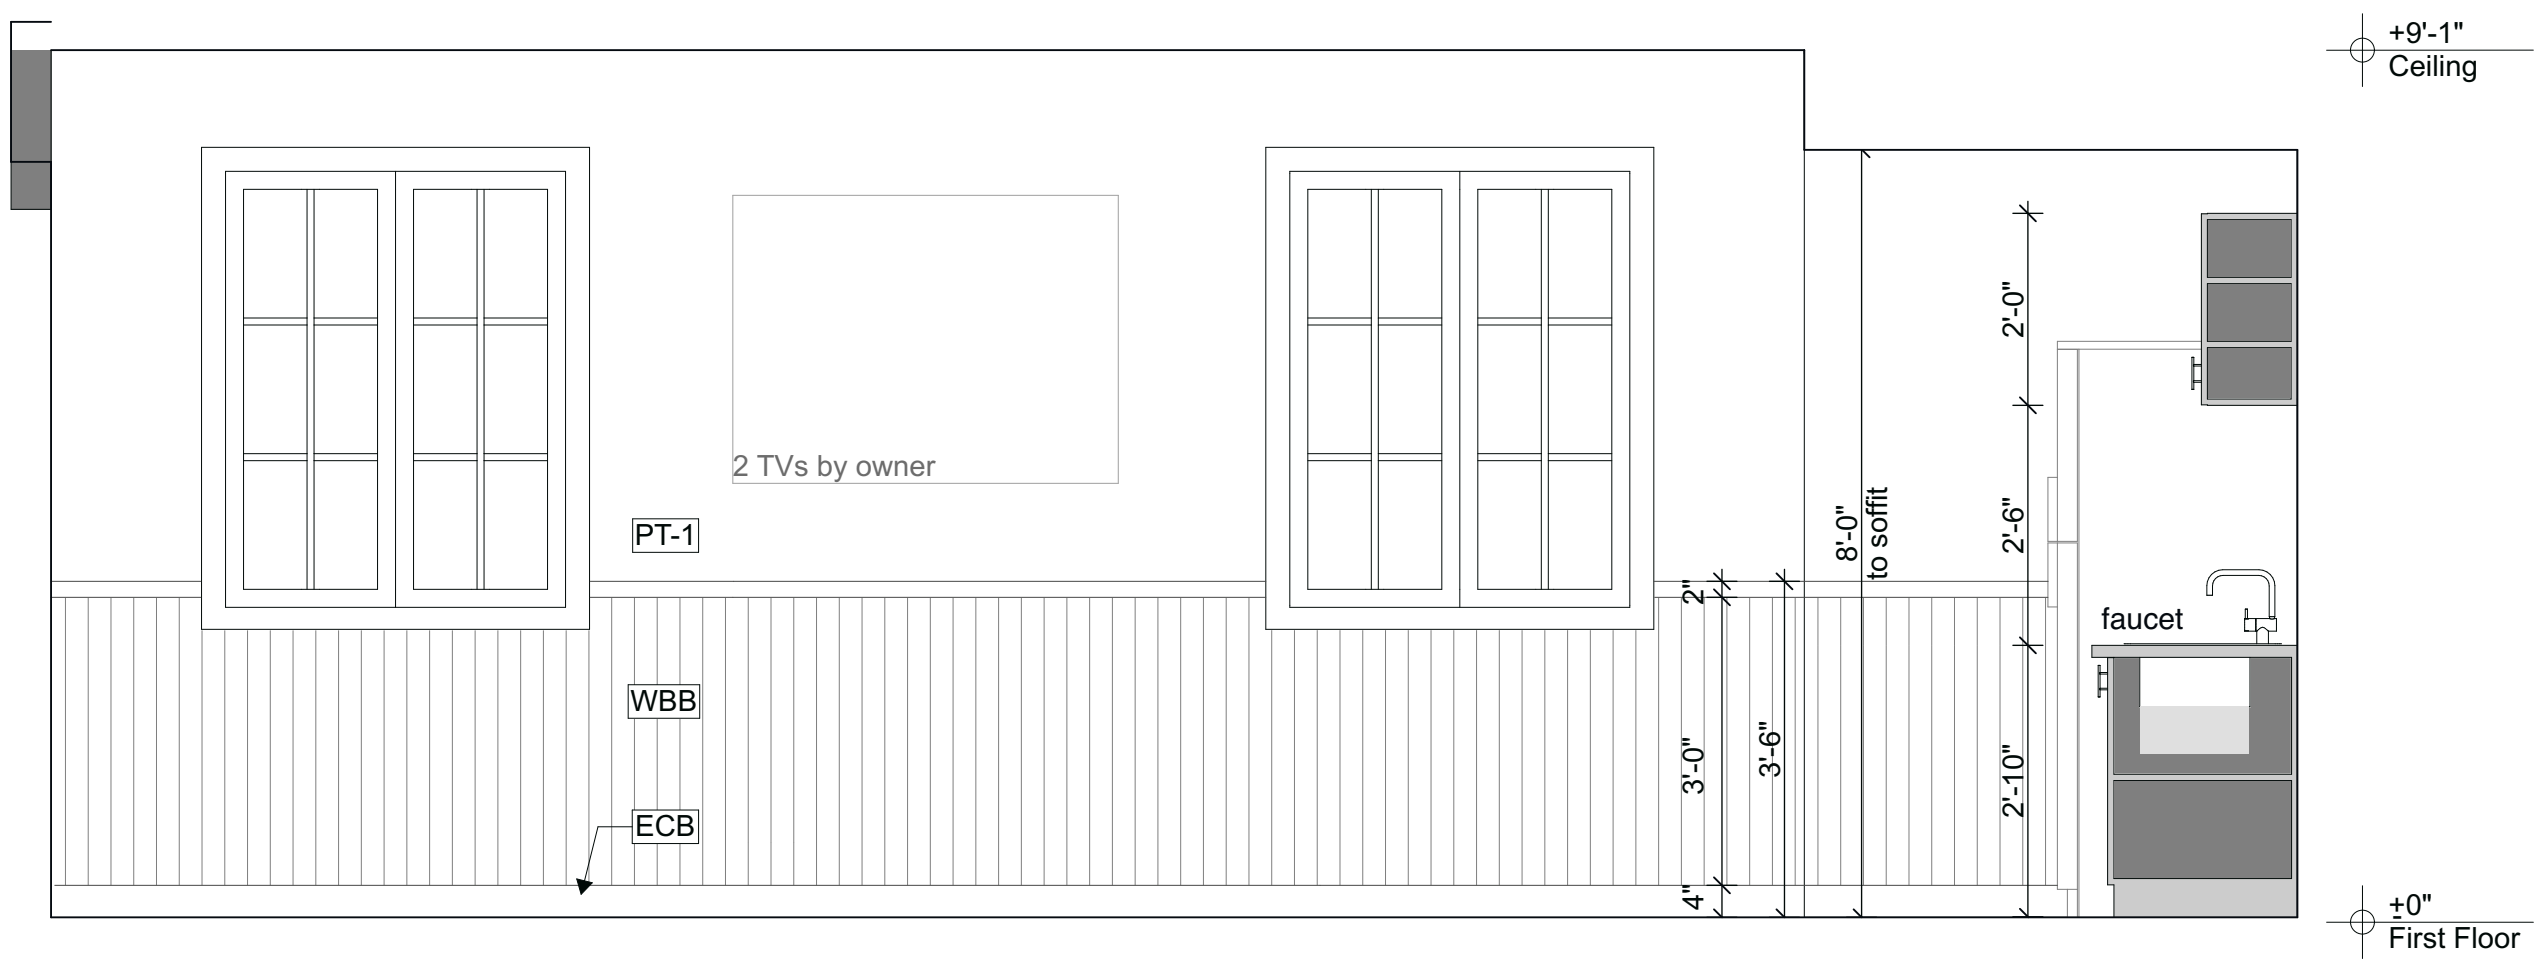 +9'-1"
Ceiling
2'-0"
2 TVs by owner
PT-1
8'-0"
to soffit
2'-6"
2"
faucet
WBB
3'-0"
3'-6"
2'-10"
ECB
4"
±0"
First Floor